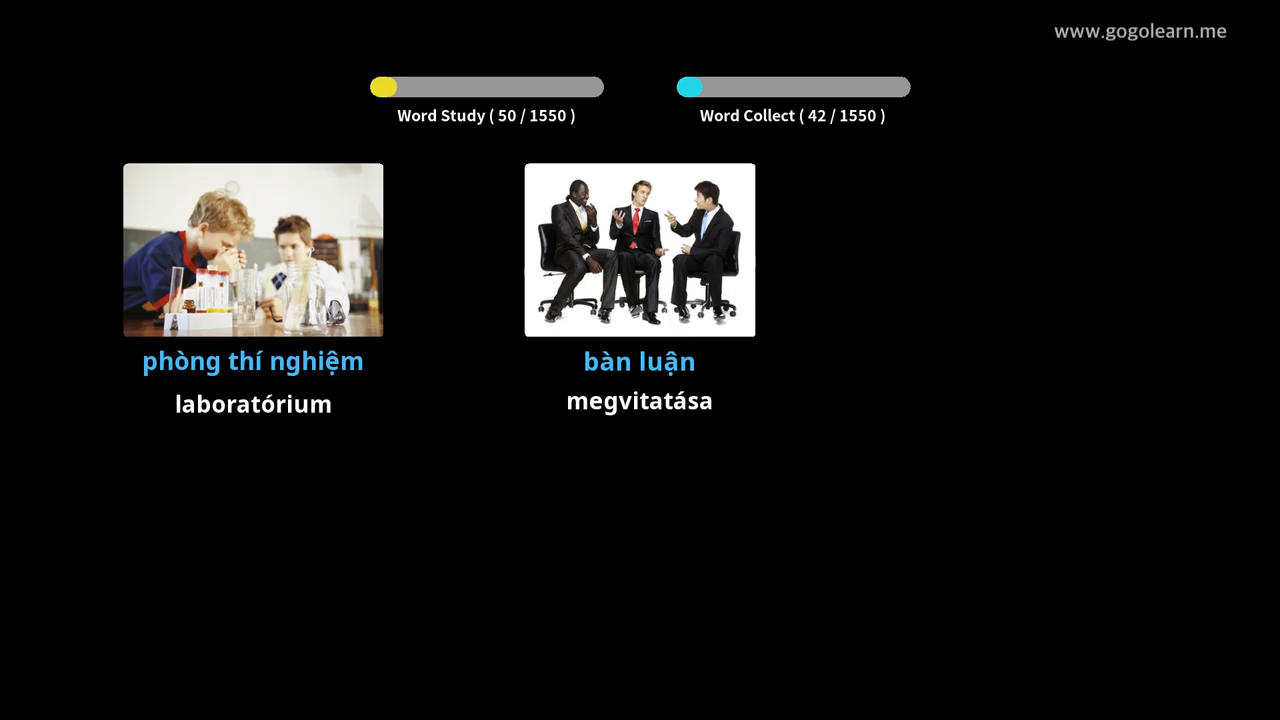 www.gogolearn.me
Word Study ( 50 / 1550 )
Word Collect ( 42 / 1550 )
phòng thí nghiệm
laboratórium
bàn luận
megvitatása